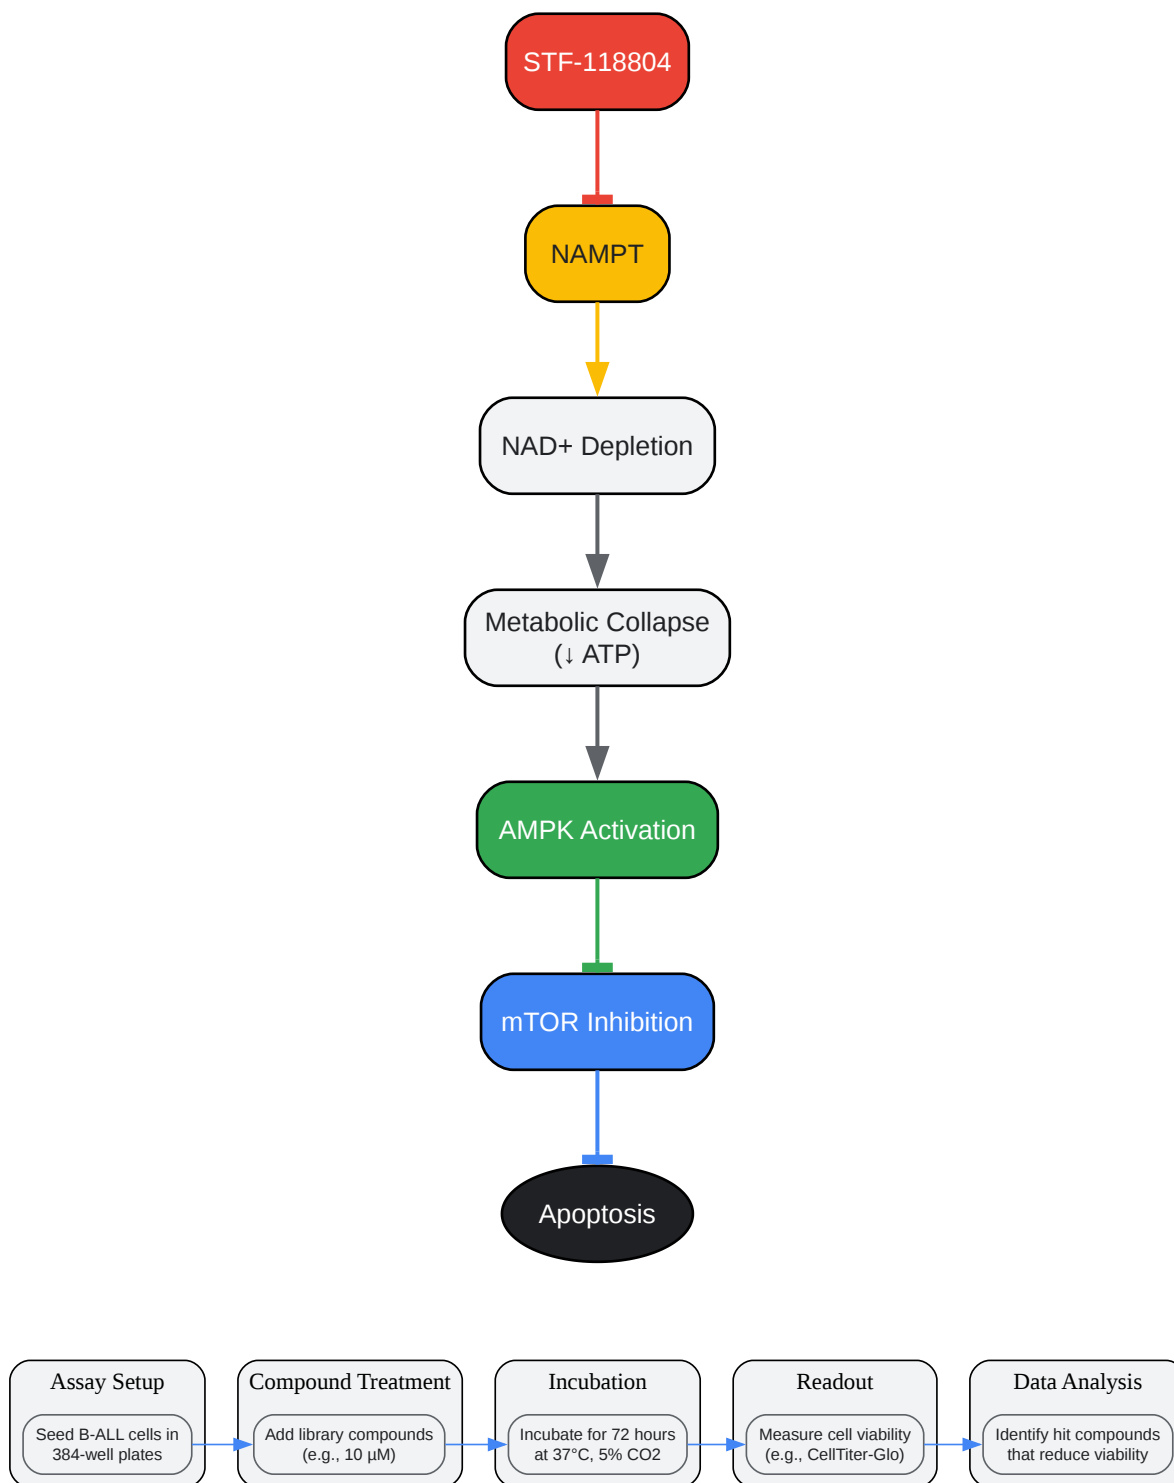 STF-118804
NAMPT
NAD+ Depletion
Metabolic Collapse
(↓ ATP)
AMPK Activation
mTOR Inhibition
Apoptosis
Assay Setup
Seed B-ALL cells in
384-well plates
Compound Treatment
Add library compounds
(e.g., 10 µM)
Incubation
Incubate for 72 hours
at 37°C, 5% CO2
Readout
Measure cell viability
(e.g., CellTiter-Glo)
Data Analysis
Identify hit compounds
that reduce viability